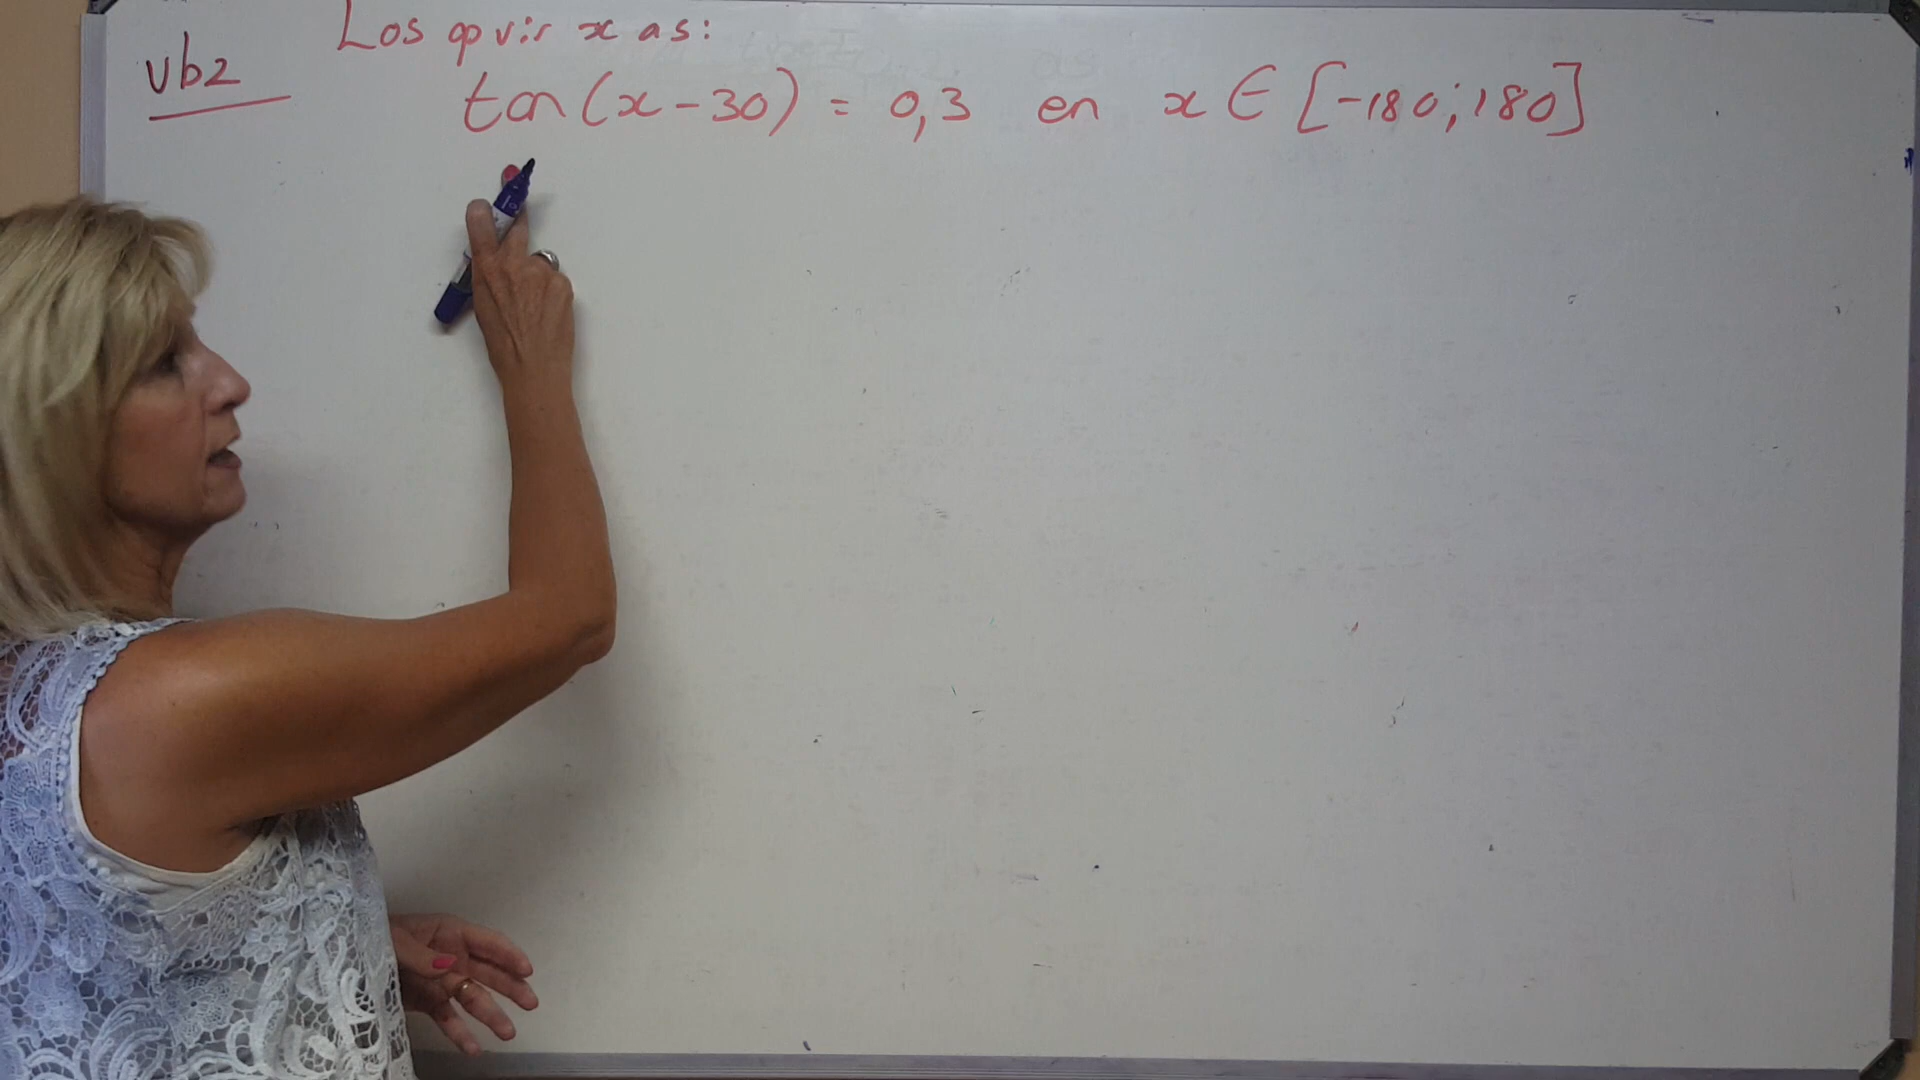 Los op vir x as:
vb2
tan(x-30) = 0,3 en x ∈ [-180;180]